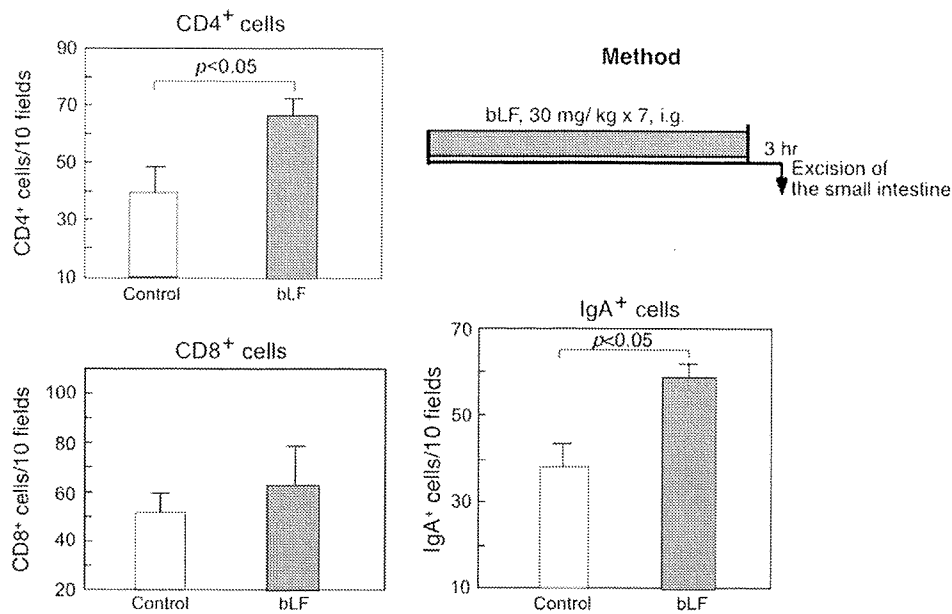 CD4⁺ cells
CD4⁺ cells/10 fields
90
70
50
30
10
p<0.05
Control
bLF
Method
bLF, 30 mg/ kg x 7, i.g.
3 hr
Excision of
the small intestine
CD8⁺ cells
CD8⁺ cells/10 fields
100
80
60
40
20
Control
bLF
IgA⁺ cells
IgA⁺ cells/10 fields
70
50
30
10
p<0.05
Control
bLF